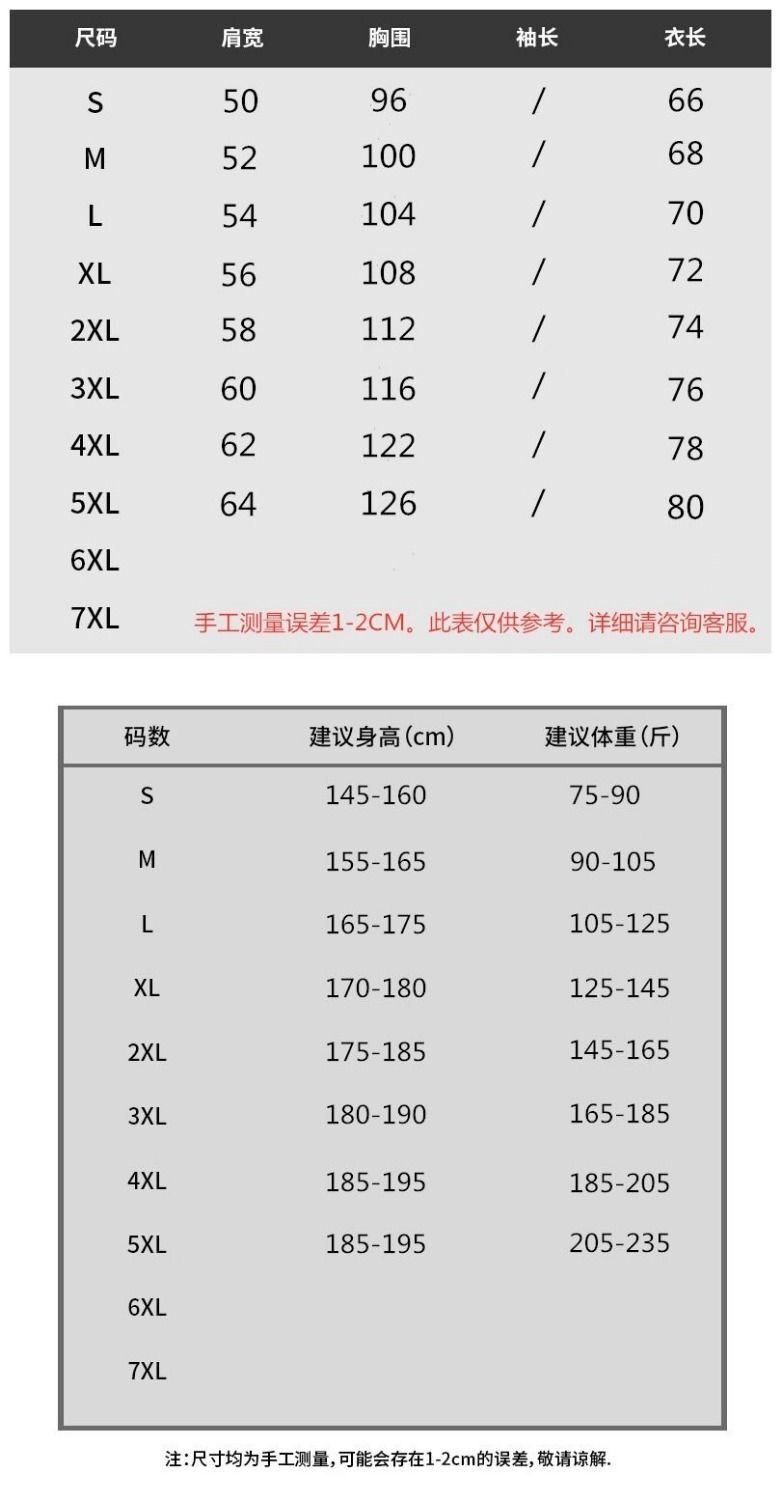 尺码 肩宽 胸围 袖长 衣长
S 50 96 / 66
M 52 100 / 68
L 54 104 / 70
XL 56 108 / 72
2XL 58 112 / 74
3XL 60 116 / 76
4XL 62 122 / 78
5XL 64 126 / 80
6XL
7XL 手工测量误差1-2CM。此表仅供参考。详细请咨询客服。
码数 建议身高(cm) 建议体重(斤)
S 145-160 75-90
M 155-165 90-105
L 165-175 105-125
XL 170-180 125-145
2XL 175-185 145-165
3XL 180-190 165-185
4XL 185-195 185-205
5XL 185-195 205-235
6XL
7XL
注:尺寸均为手工测量,可能会存在1-2cm的误差,敬请谅解.